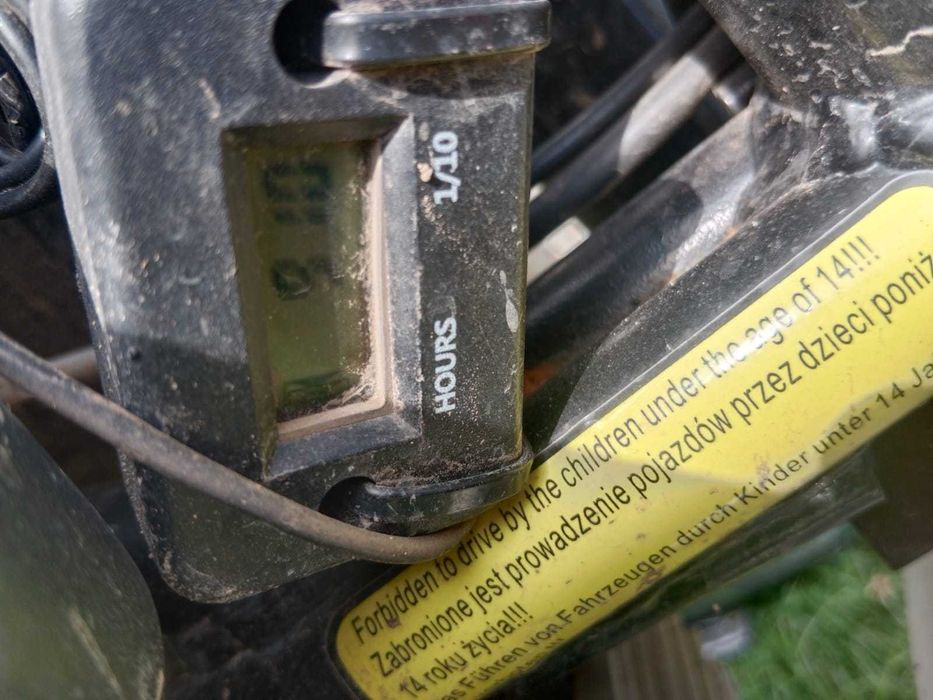 HOURS 1/10
Forbidden to drive by the children under the age of 14!!!
Zabronione jest prowadzenie pojazdów przez dzieci poniż
14 roku życia!!!
Führen von Fahrzeugen durch Kinder unter 14 Ja